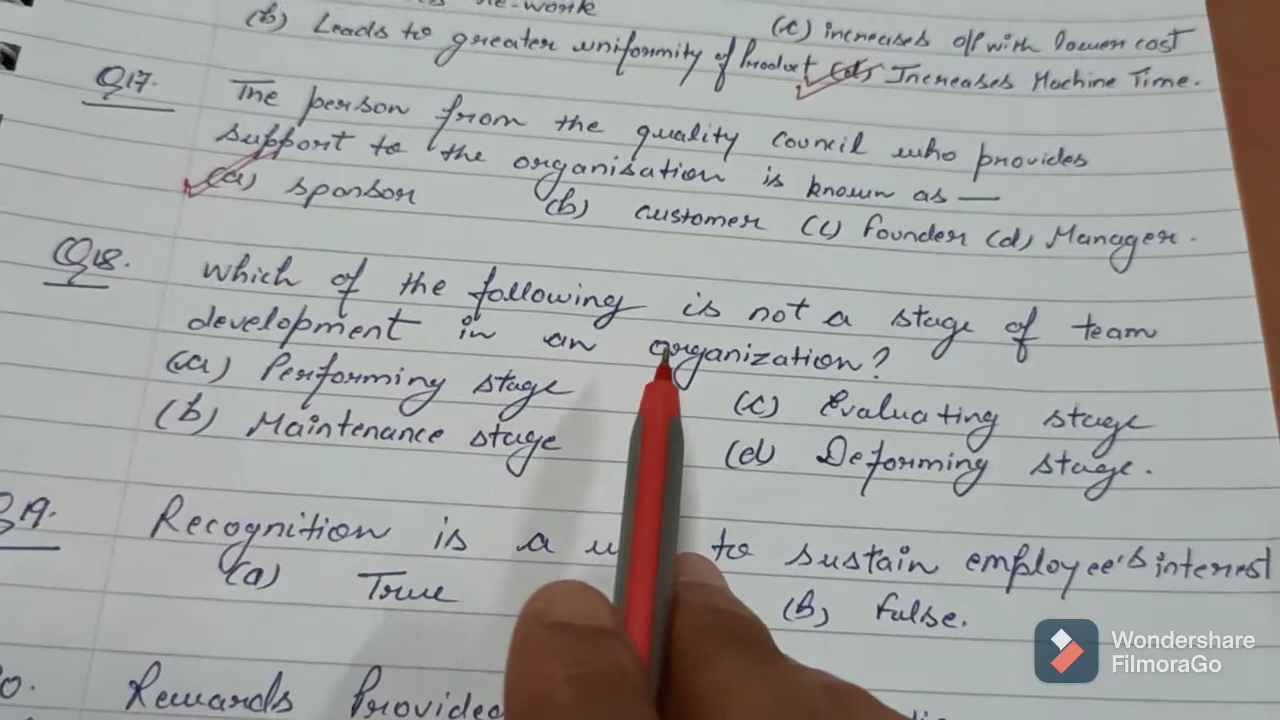 re-work
(b) Leads to greater uniformity of Product
(c) increases o/p with lower cost
(d) Increases Machine Time.
Q17. The person from the quality council who provides
support to the organisation is known as —
(a) sponsor (b) customer (c) founder (d) Manager.
Q18. Which of the following is not a stage of team
development in an organization?
(a) Performing stage (c) Evaluating stage
(b) Maintenance stage (d) Deforming stage.
Q19. Recognition is a to sustain employee's interest
(a) True (b) false.
Rewards Provided
Wondershare
FilmoraGo